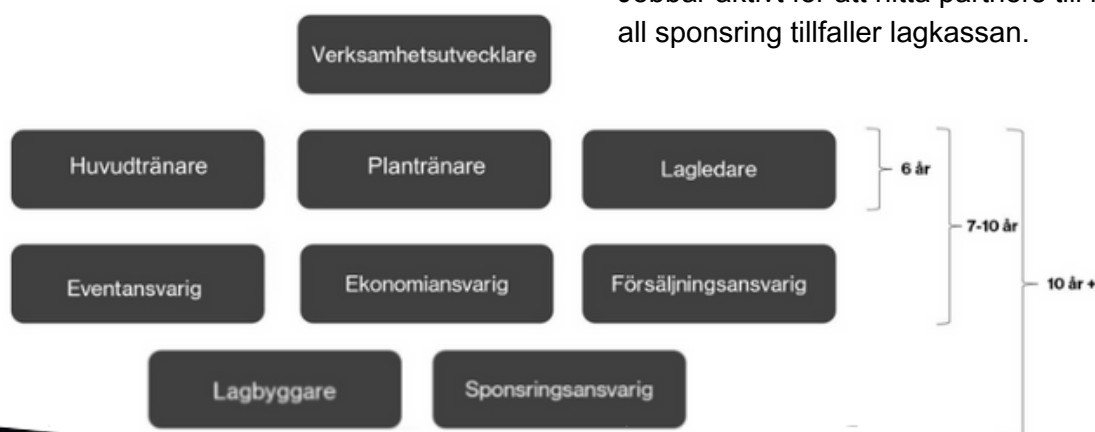 all sponsring tillfaller lagkassan.
Verksamhetsutvecklare
Huvudtränare
Plantränare
Lagledare
6 år
7-10 år
Eventansvarig
Ekonomiansvarig
Försäljningsansvarig
10 år +
Lagbyggare
Sponsringsansvarig